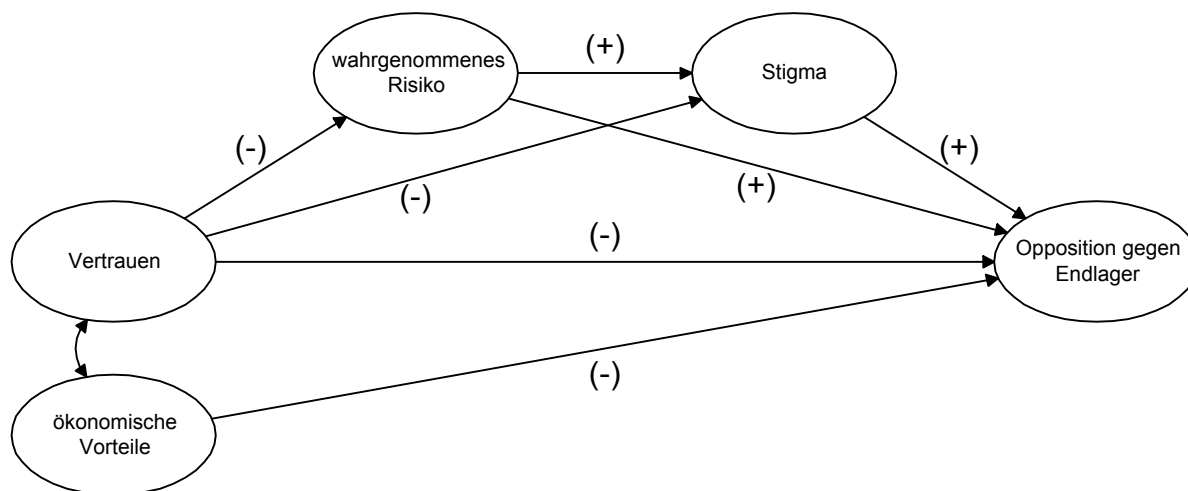 wahrgenommenes
Risiko
(+)
Stigma
(-)
(+)
(-)
(+)
Vertrauen
(-)
Opposition gegen
Endlager
(-)
ökonomische
Vorteile